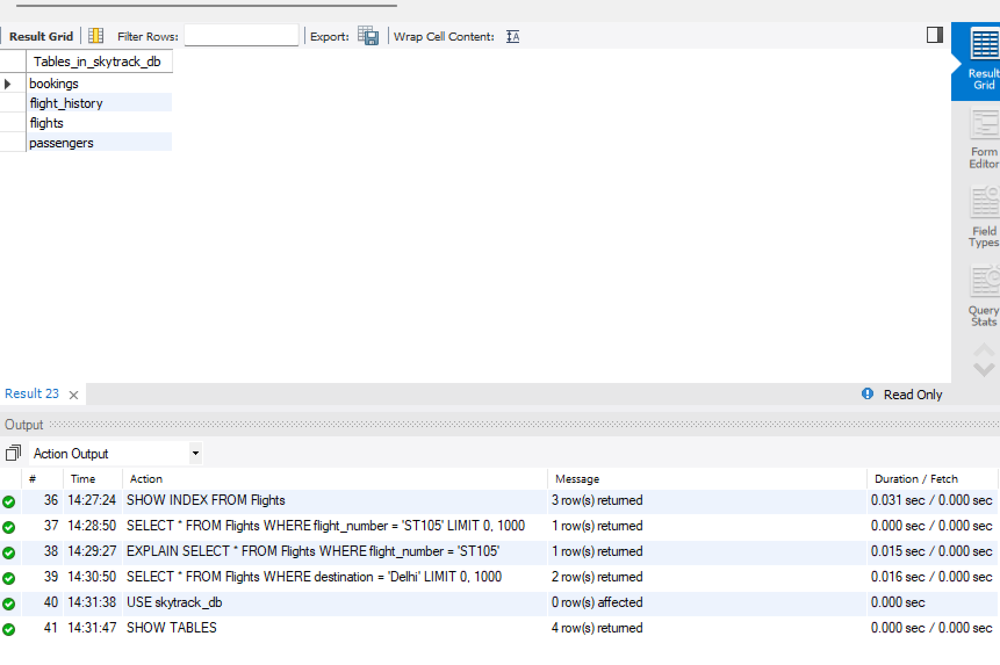 Result Grid Filter Rows: Export: Wrap Cell Content: IA
Tables_in_skytrack_db
bookings
flight_history
flights
passengers
Result
Grid
Form
Editor
Field
Types
Query
Stats
Result 23 Read Only
Output
Action Output
# Time Action Message Duration / Fetch
36 14:27:24 SHOW INDEX FROM Flights 3 row(s) returned 0.031 sec / 0.000 sec
37 14:28:50 SELECT * FROM Flights WHERE flight_number = 'ST105' LIMIT 0, 1000 1 row(s) returned 0.000 sec / 0.000 sec
38 14:29:27 EXPLAIN SELECT * FROM Flights WHERE flight_number = 'ST105' 1 row(s) returned 0.015 sec / 0.000 sec
39 14:30:50 SELECT * FROM Flights WHERE destination = 'Delhi' LIMIT 0, 1000 2 row(s) returned 0.016 sec / 0.000 sec
40 14:31:38 USE skytrack_db 0 row(s) affected 0.000 sec
41 14:31:47 SHOW TABLES 4 row(s) returned 0.000 sec / 0.000 sec